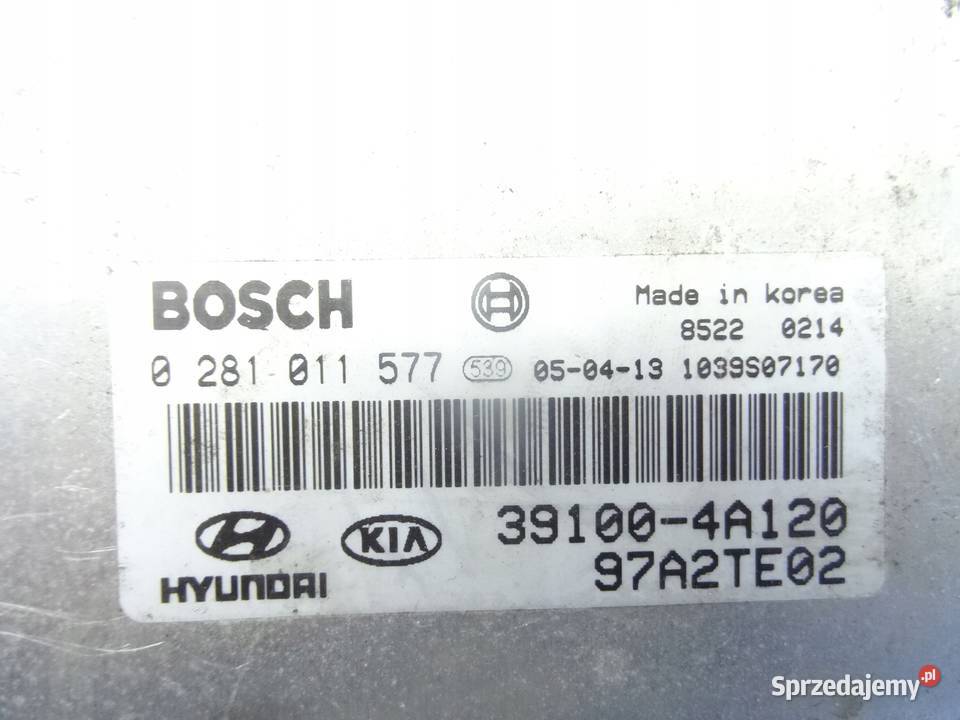 BOSCH
Made in korea
8522 0214
0 281 011 577 539 05-04-13 1039S07170
39100-4A120
HYUNDAI KIA 97A2TE02
Sprzedajemy.pl